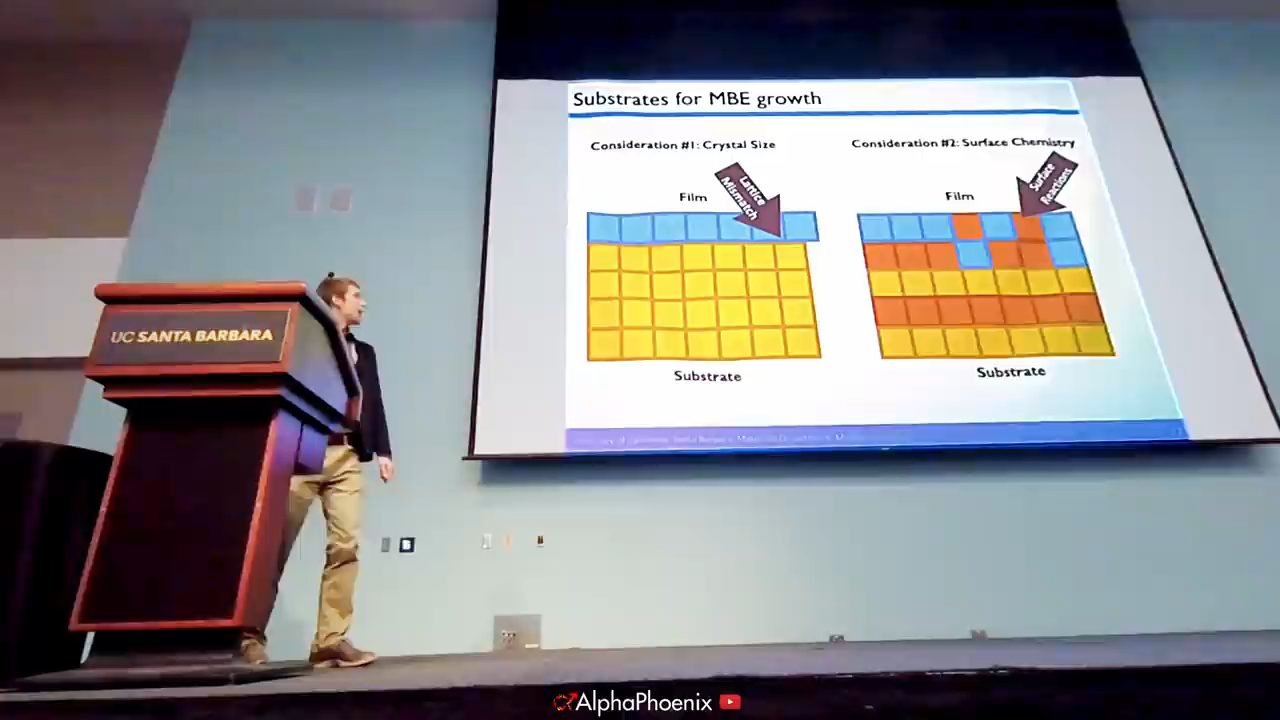 Substrates for MBE growth
Consideration #1: Crystal Size
Consideration #2: Surface Chemistry
Lattice
Mismatch
Surface
Reactions
Film
Film
UC SANTA BARBARA
Substrate
Substrate
AlphaPhoenix